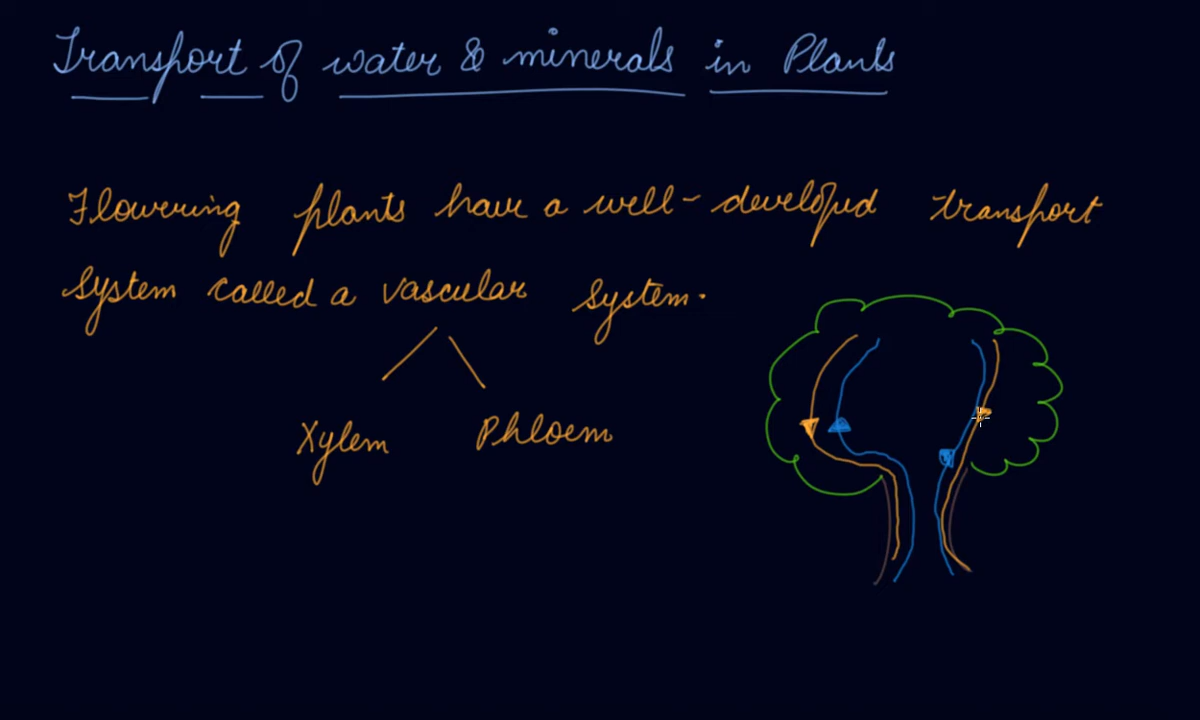 Transport of water & minerals in Plants
Flowering plants have a well-developed transport
system called a vascular system.
Xylem Phloem